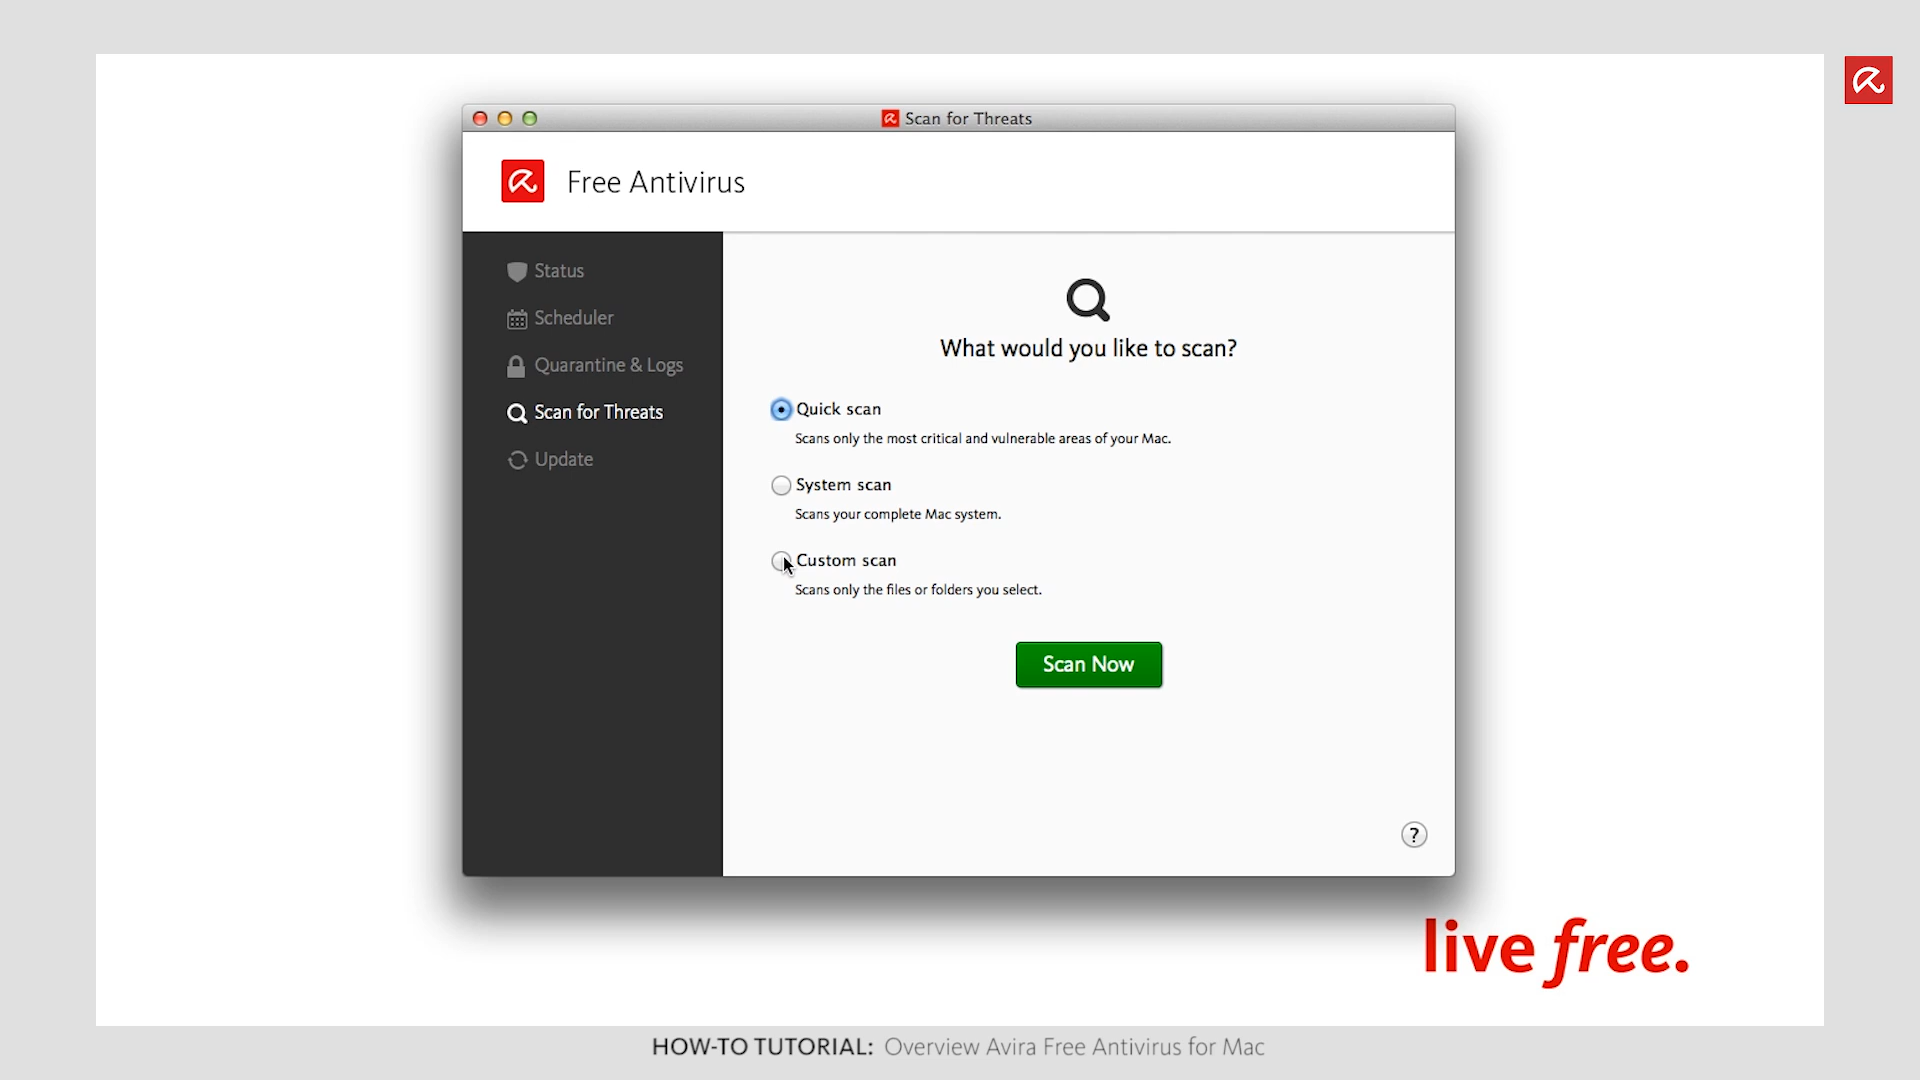 Scan for Threats
Free Antivirus
Status
Scheduler
Quarantine & Logs
Scan for Threats
Update
What would you like to scan?
Quick scan
Scans only the most critical and vulnerable areas of your Mac.
System scan
Scans your complete Mac system.
Custom scan
Scans only the files or folders you select.
Scan Now
?
live free.
HOW-TO TUTORIAL: Overview Avira Free Antivirus for Mac